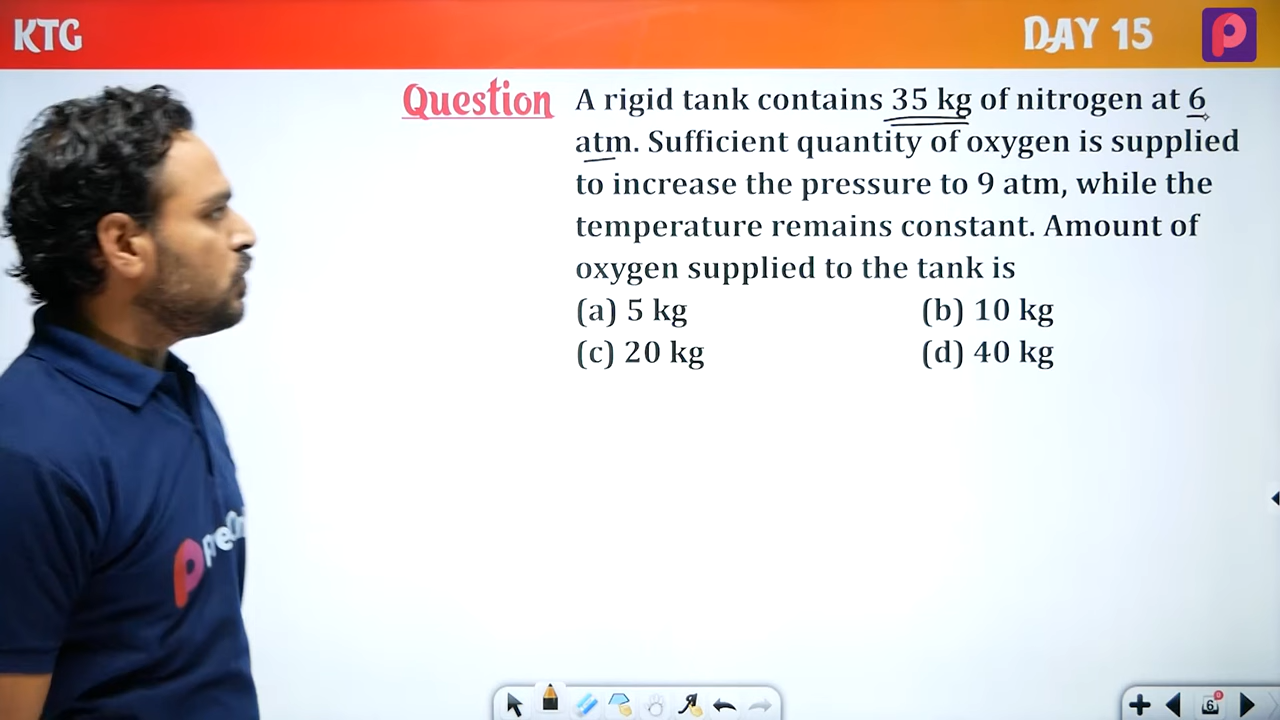 KTG
DAY 15
Question
A rigid tank contains 35 kg of nitrogen at 6
atm. Sufficient quantity of oxygen is supplied
to increase the pressure to 9 atm, while the
temperature remains constant. Amount of
oxygen supplied to the tank is
(a) 5 kg (b) 10 kg
(c) 20 kg (d) 40 kg
6